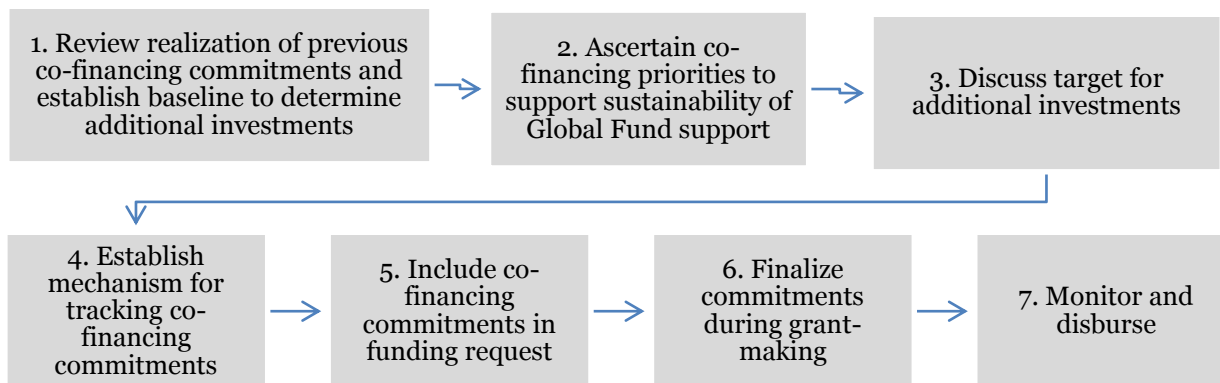 1. Review realization of previous
co-financing commitments and
establish baseline to determine
additional investments
2. Ascertain co-
financing priorities to
support sustainability of
Global Fund support
3. Discuss target for
additional investments
4. Establish
mechanism for
tracking co-
financing
commitments
5. Include co-
financing
commitments in
funding request
6. Finalize
commitments
during grant-
making
7. Monitor and
disburse